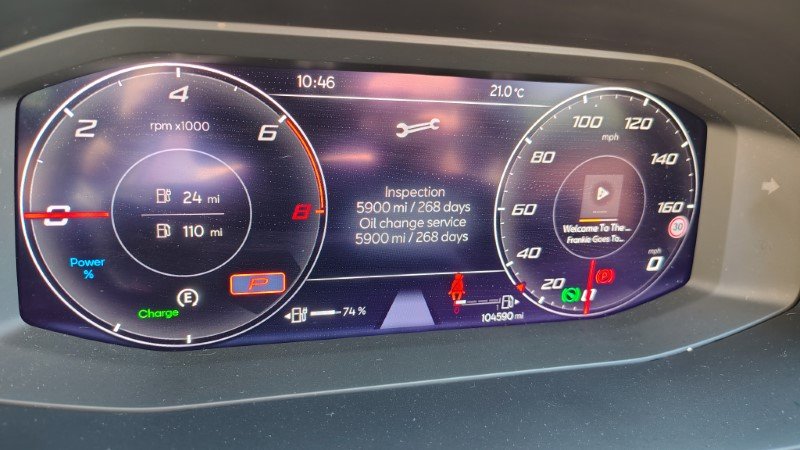 10:46
21.0°C
4
2
6
rpm x1000
0
8
24 mi
110 mi
Power
%
E
Charge
P
74 %
Inspection
5900 mi / 268 days
Oil change service
5900 mi / 268 days
0
104590 mi
100
120
mph
80
140
60
160
40
20
0
Welcome To The ...
Frankie Goes To...
30
mph
0
P